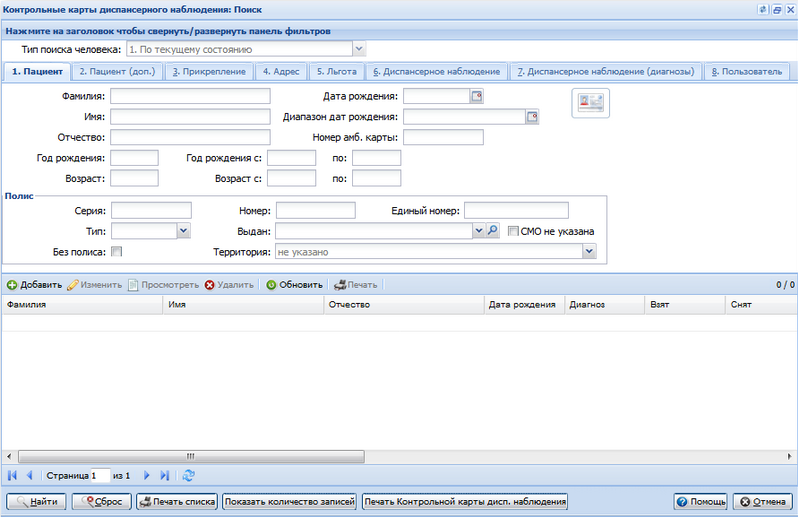 Контрольные карты диспансерного наблюдения: Поиск
Нажмите на заголовок чтобы свернуть/развернуть панель фильтров
Тип поиска человека: 1. По текущему состоянию
1. Пациент 2. Пациент (доп.) 3. Прикрепление 4. Адрес 5. Льгота 6. Диспансерное наблюдение 7. Диспансерное наблюдение (диагнозы) 8. Пользователь
Фамилия: Дата рождения:
Имя: Диапазон дат рождения:
Отчество: Номер амб. карты:
Год рождения: Год рождения с: по:
Возраст: Возраст с: по:
Полис
Серия: Номер: Единый номер:
Тип: Выдан: СМО не указана
Без полиса: Территория: не указано
Добавить Изменить Просмотреть Удалить Обновить Печать 0 / 0
Фамилия Имя Отчество Дата рождения Диагноз Взят Снят
Страница 1 из 1
Найти Сброс Печать списка Показать количество записей Печать Контрольной карты дисп. наблюдения Помощь Отмена